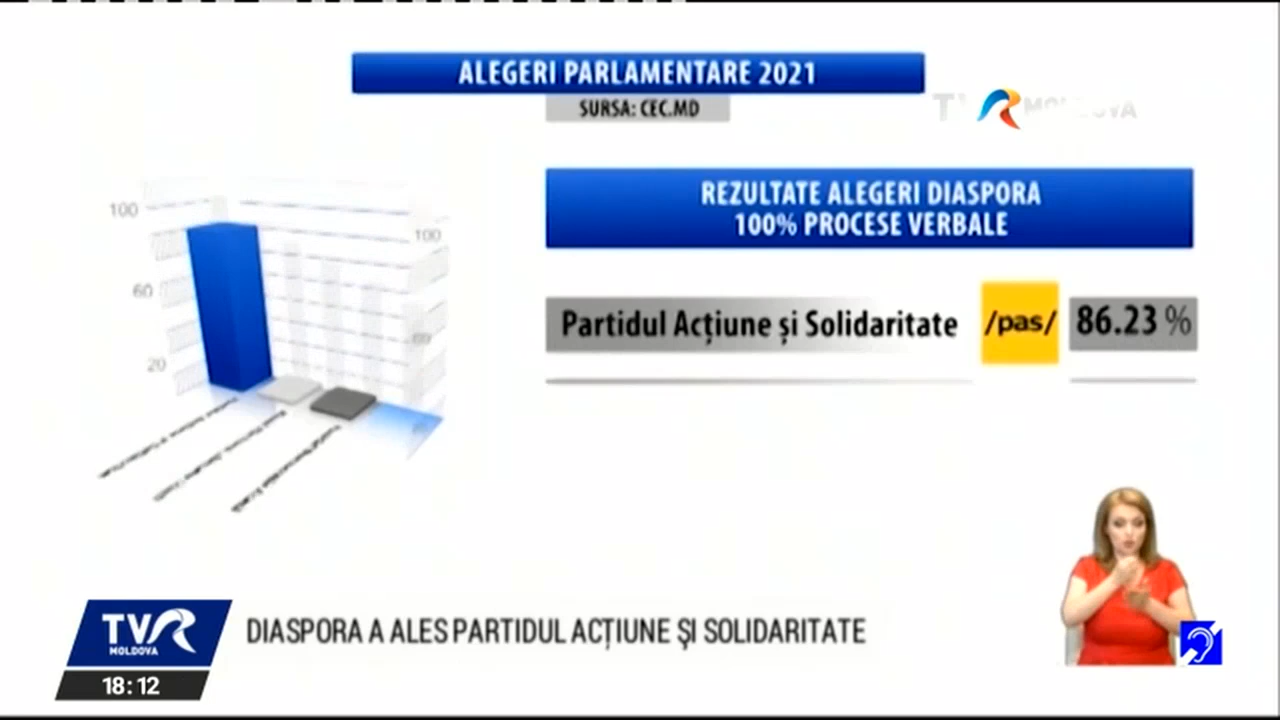 ALEGERI PARLAMENTARE 2021
SURSA: CEC.MD
TVR MOLDOVA
REZULTATE ALEGERI DIASPORA
100% PROCESE VERBALE
100
100
60
60
20
Partidul Acțiune și Solidaritate /pas/ 86.23 %
TVR
MOLDOVA
DIASPORA A ALES PARTIDUL ACȚIUNE ȘI SOLIDARITATE
18:12